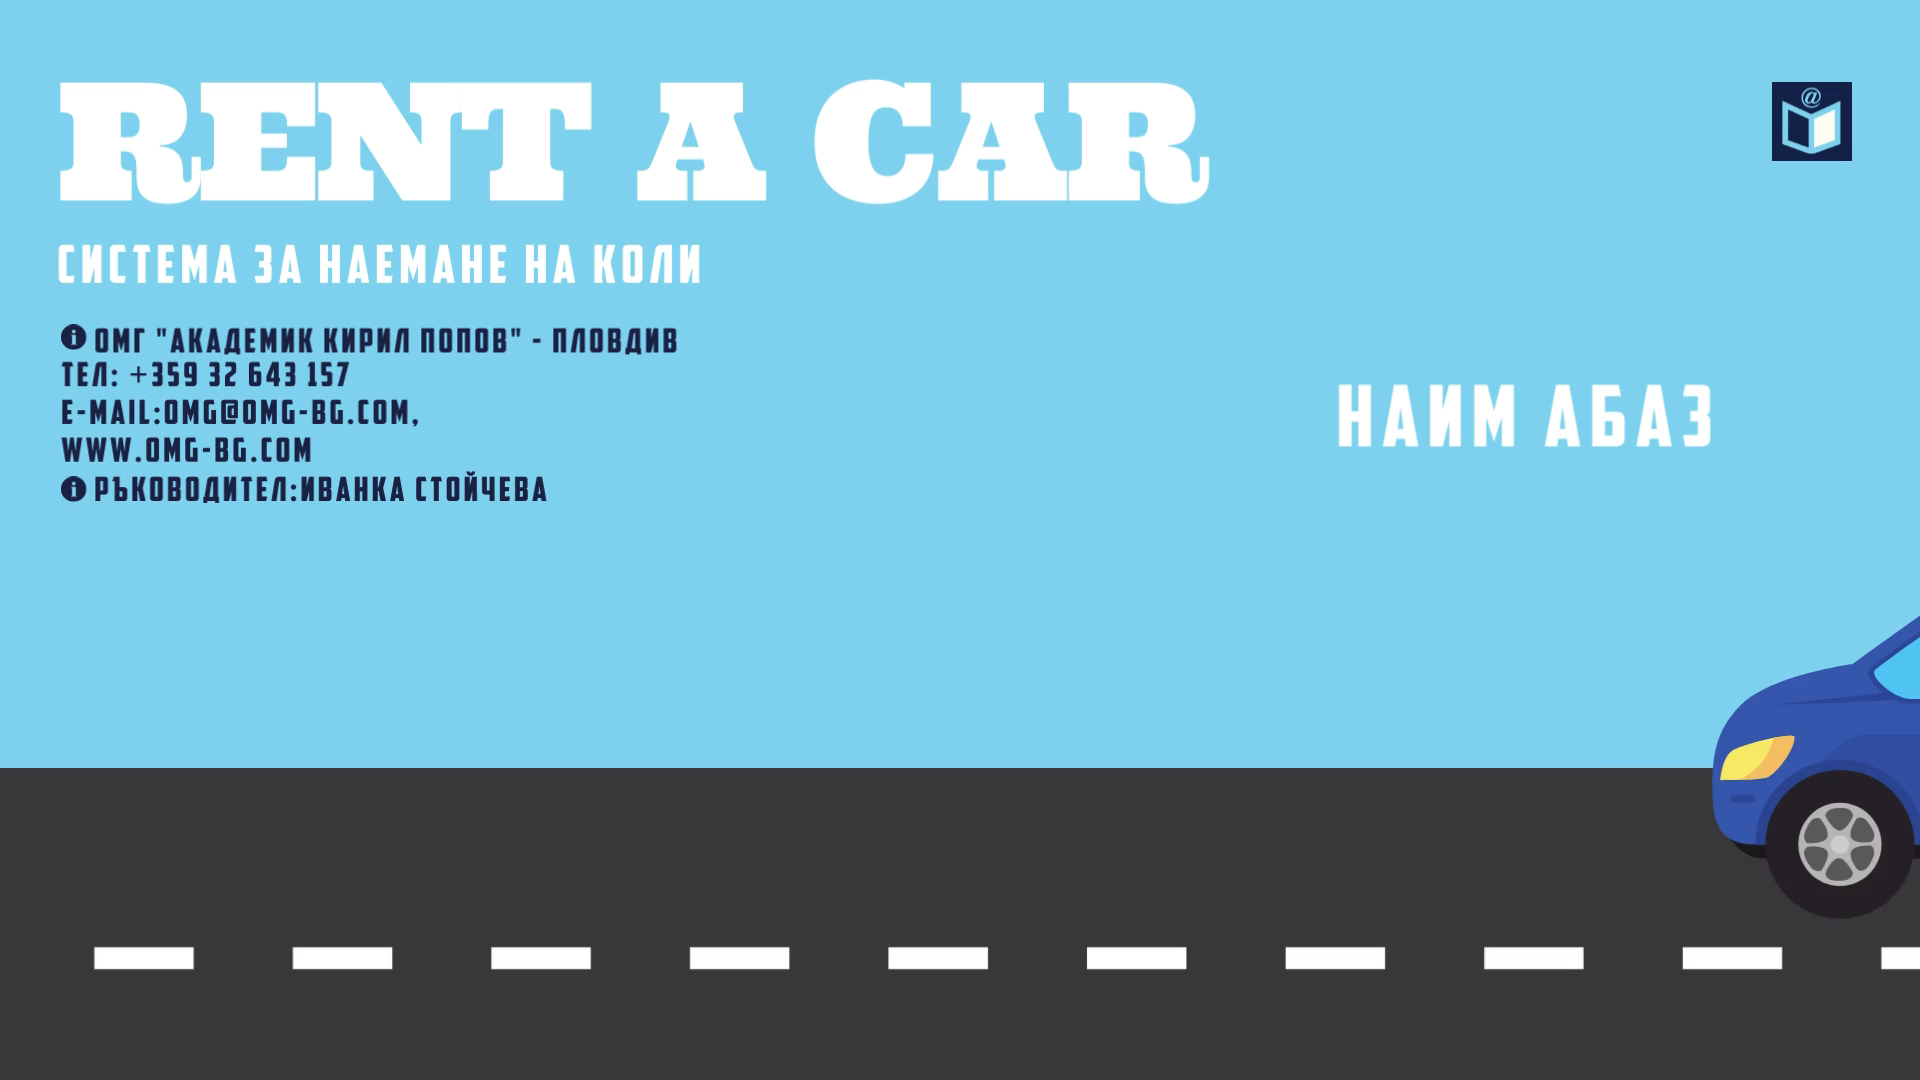 RENT A CAR
СИСТЕМА ЗА НАЕМАНЕ НА КОЛИ
ОМГ "АКАДЕМИК КИРИЛ ПОПОВ" - ПЛОВДИВ
ТЕЛ: +359 32 643 157
E-MAIL:OMG@OMG-BG.COM,
WWW.OMG-BG.COM
РЪКОВОДИТЕЛ:ИВАНКА СТОЙЧЕВА
НАИМ АБАЗ
@